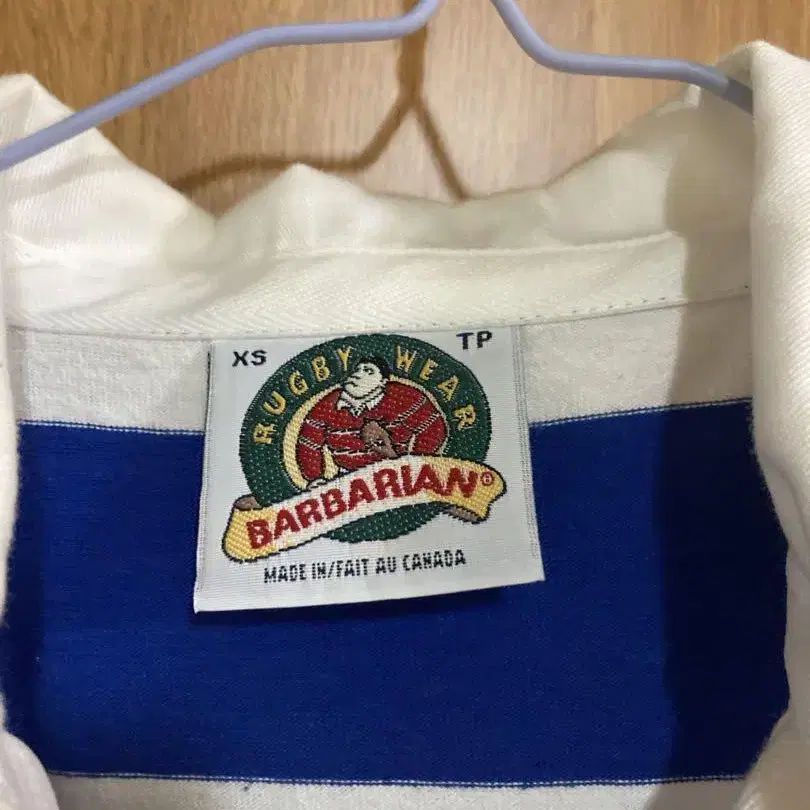 XS TP
RUGBY WEAR
BARBARIAN®
MADE IN/FAIT AU CANADA